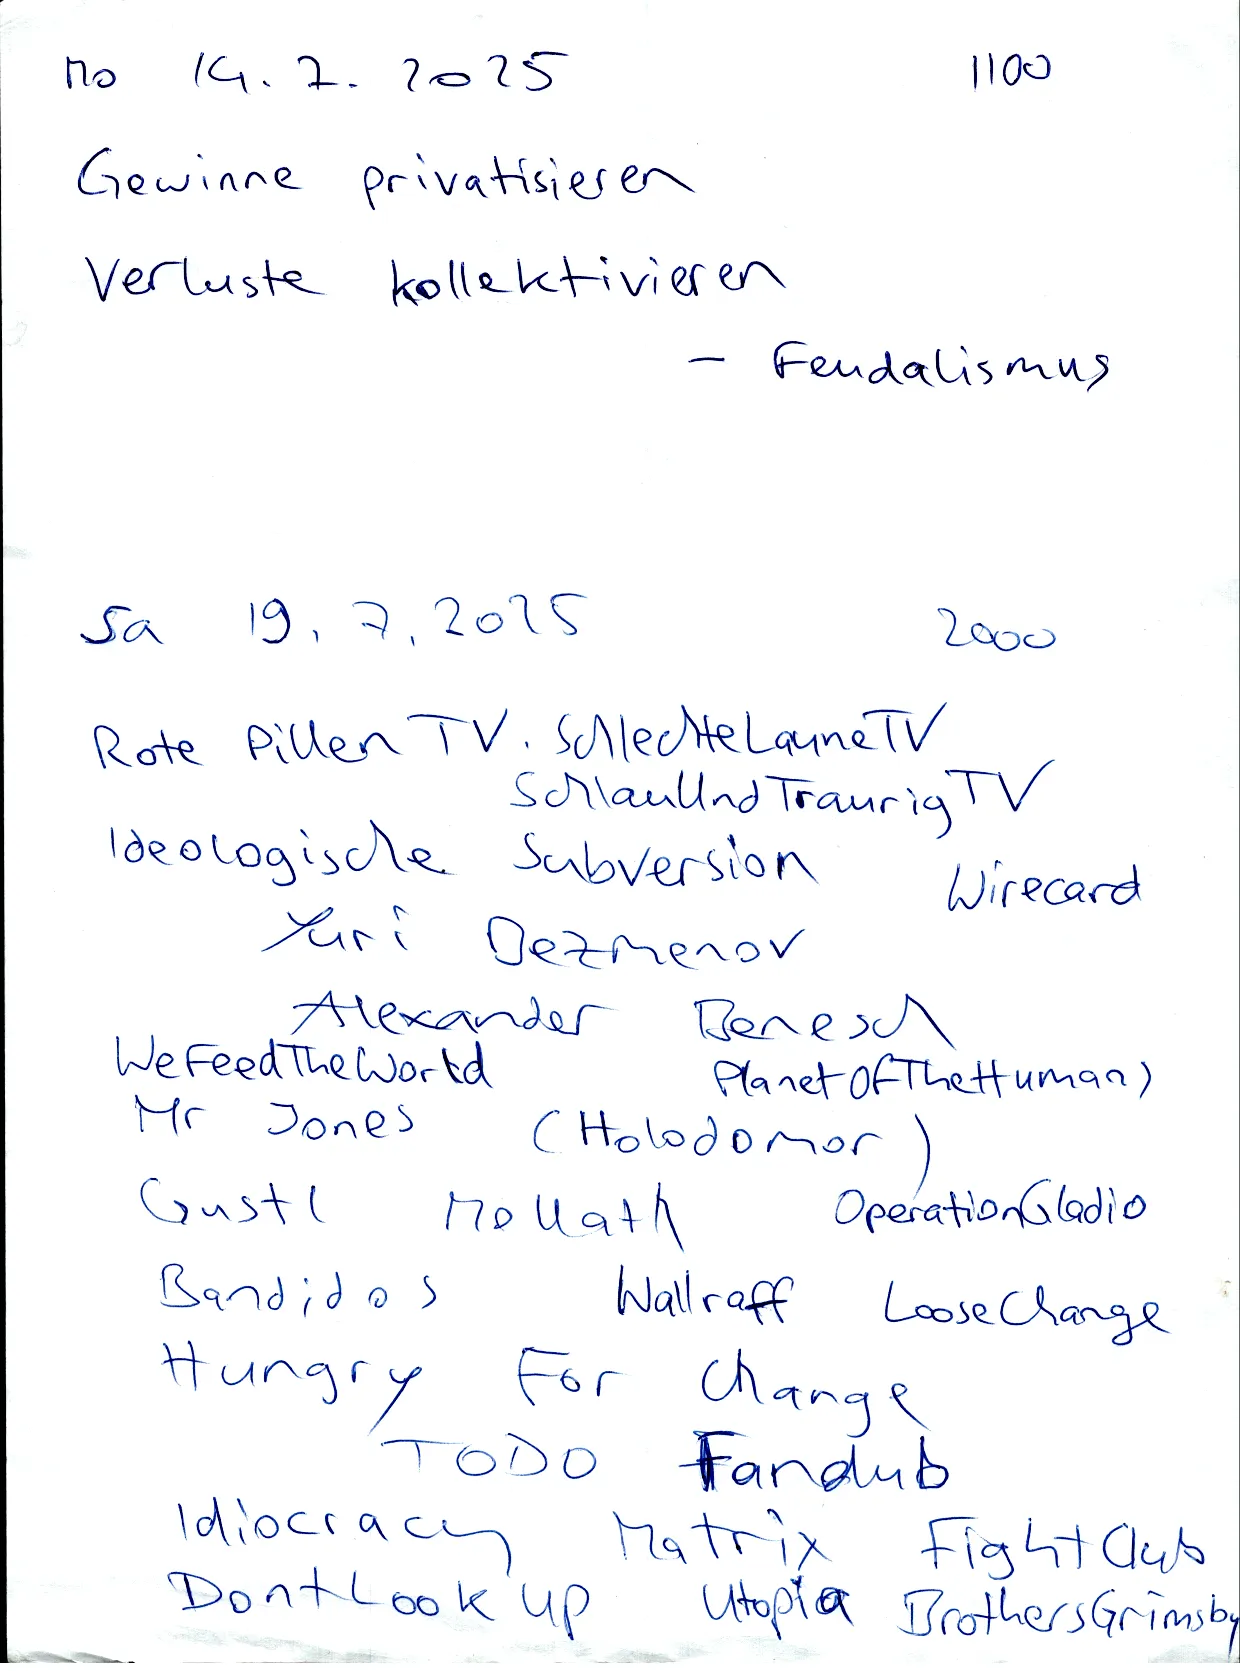 Mo 14.7.2025 1100
Gewinne privatisieren
Verluste kollektivieren
- Feudalismus
Sa 19.7.2025 2000
Rote Pillen TV. SchlechteLauneTV
SchlauUndTraurigTV
Ideologische Subversion Wirecard
Yuri Bezmenov
Alexander Benesch
WeFeedTheWorld PlanetOfTheHumans
Mr Jones (Holodomor)
Gustl Mollath OperationGladio
Bandidos Wallraff LooseChange
Hungry For Change
TODO Fandub
Idiocracy Matrix FightClub
DontLookUp Utopia BrothersGrimsby